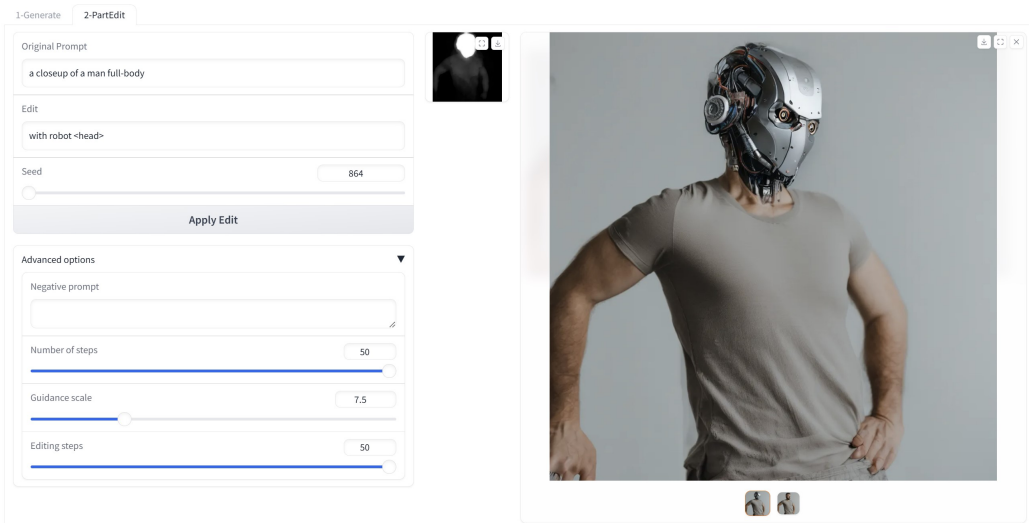 1-Generate
2-PartEdit
Original Prompt
a closeup of a man full-body
Edit
with robot <head>
Seed
864
Apply Edit
Advanced options
Negative prompt
Number of steps
50
Guidance scale
7.5
Editing steps
50